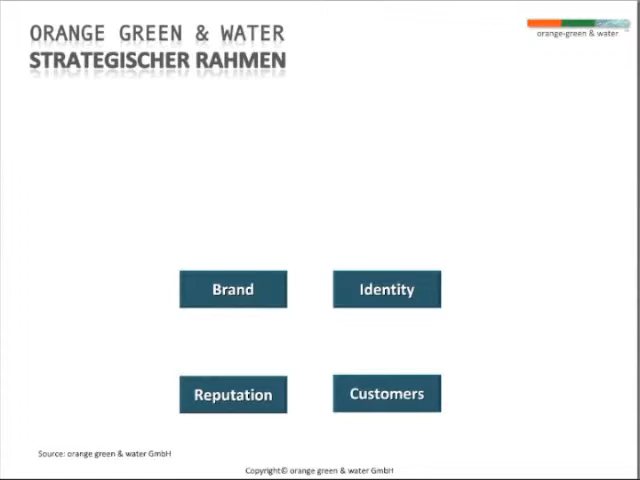 ORANGE GREEN & WATER
STRATEGISCHER RAHMEN
orange-green & water
Brand
Identity
Reputation
Customers
Source: orange green & water GmbH
Copyright© orange green & water GmbH